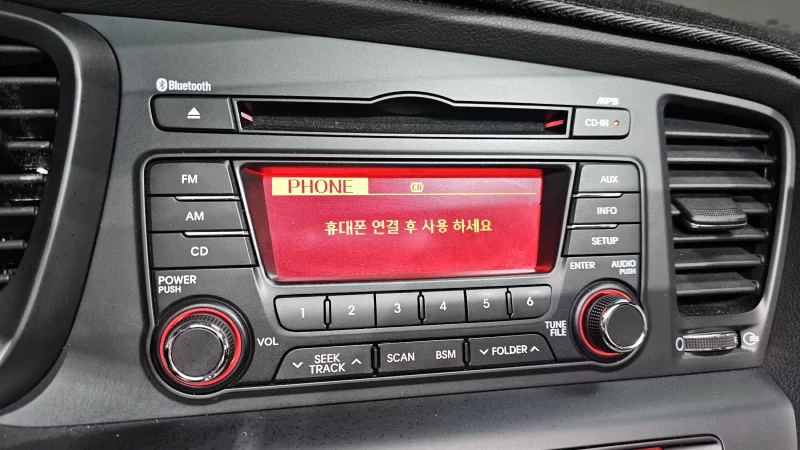 Bluetooth
MP3
CD-IN
FM
AM
CD
PHONE
CD
휴대폰 연결 후 사용 하세요
AUX
INFO
SETUP
POWER
PUSH
VOL
1 2 3 4 5 6
ENTER
AUDIO
PUSH
TUNE
FILE
SEEK
TRACK
SCAN BSM
FOLDER